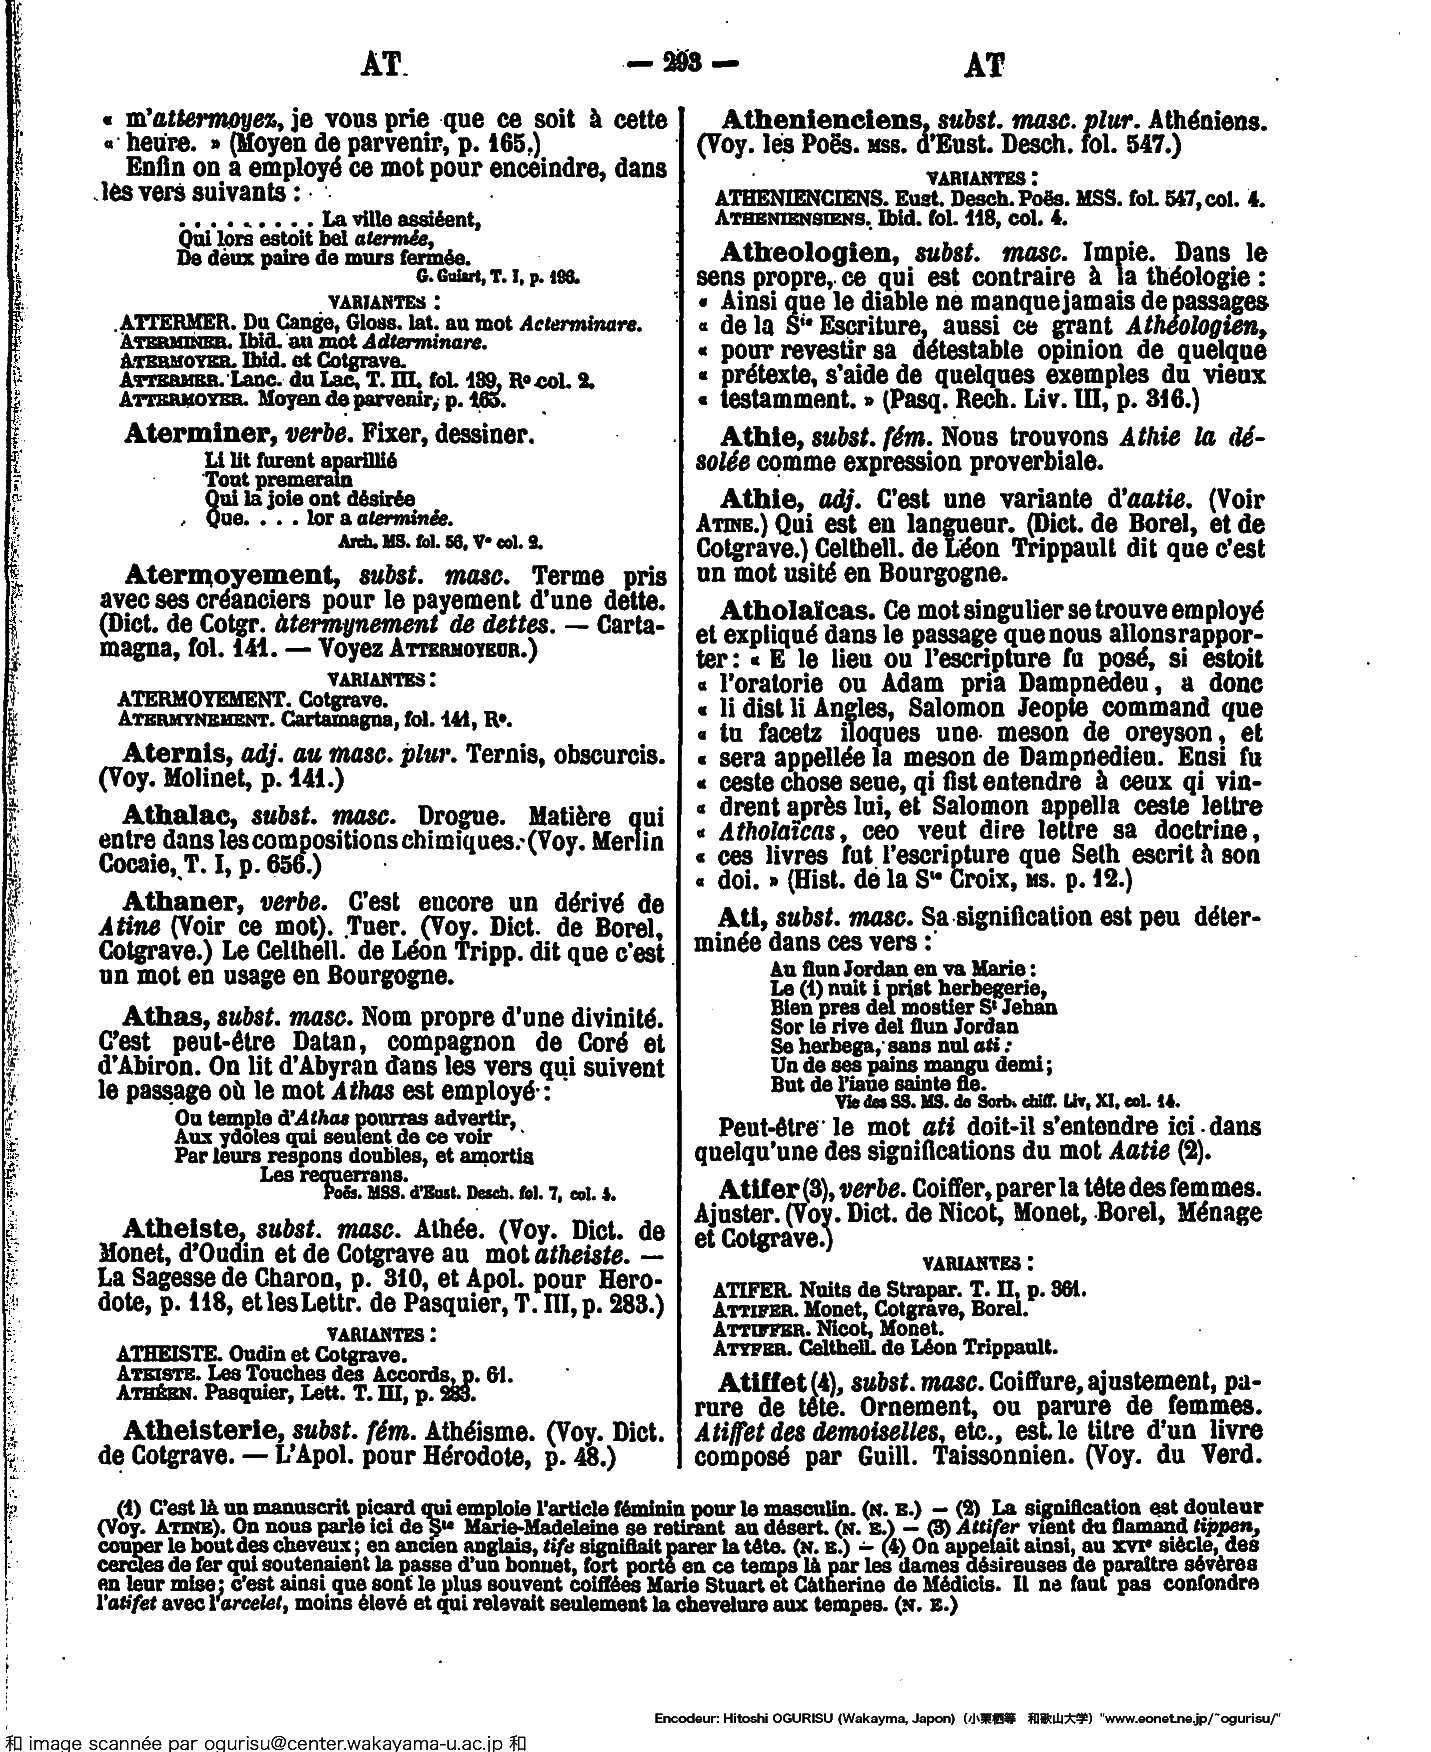 AT. — 293 — AT
« m'attermoyez, je vous prie que ce soit à cette
« heure. » (Moyen de parvenir, p. 165.)
Enfin on a employé ce mot pour enceindre, dans
les vers suivants :
. . . . . . . . . La ville assiéent,
Qui lors estoit bel atermée,
De deux paire de murs fermée.
G. Guiart, T. I, p. 196.
VARIANTES :
ATTERMER. Du Cange, Gloss. lat. au mot Acterminare.
ATERMINER. Ibid. au mot Adterminare.
ATERMOYER. Ibid. et Cotgrave.
ATTERMER. Lanc. du Lac, T. III, fol. 139, Ro col. 2.
ATTERMOYER. Moyen de parvenir, p. 165.
Aterminer, verbe. Fixer, dessiner.
Li lit furent aparillié
Tout premerain
Qui la joie ont désirée
Que. . . . lor a aterminée.
Arch. MS. fol. 56, Vo col. 2.
Atermoyement, subst. masc. Terme pris
avec ses créanciers pour le payement d'une dette.
(Dict. de Cotgr. àtermynement de dettes. — Carta-
magna, fol. 141. — Voyez ATTERMOYEUR.)
VARIANTES :
ATERMOYEMENT. Cotgrave.
ATERMYNEMENT. Cartamagna, fol. 141, Ro.
Aternis, adj. au masc. plur. Ternis, obscurcis.
(Voy. Molinet, p. 141.)
Athalac, subst. masc. Drogue. Matière qui
entre dans les compositions chimiques. (Voy. Merlin
Cocaie, T. I, p. 656.)
Athaner, verbe. C'est encore un dérivé de
Atine (Voir ce mot). Tuer. (Voy. Dict. de Borel,
Cotgrave.) Le Celthell. de Léon Tripp. dit que c'est
un mot en usage en Bourgogne.
Athas, subst. masc. Nom propre d'une divinité.
C'est peut-être Datan, compagnon de Coré et
d'Abiron. On lit d'Abyran dans les vers qui suivent
le passage où le mot Athas est employé :
Ou temple d'Athas pourras advertir,
Aux ydoles qui seulent de ce voir
Par leurs respons doubles, et amortis
Les requerrans.
Poës. MSS. d'Eust. Desch. fol. 7, col. 4.
Atheiste, subst. masc. Athée. (Voy. Dict. de
Monet, d'Oudin et de Cotgrave au mot atheiste. —
La Sagesse de Charon, p. 310, et Apol. pour Hero-
dote, p. 118, et les Lettr. de Pasquier, T. III, p. 283.)
VARIANTES :
ATHEISTE. Oudin et Cotgrave.
ATEISTE. Les Touches des Accords, p. 61.
ATHÉEN. Pasquier, Lett. T. III, p. 283.
Atheisterie, subst. fém. Athéisme. (Voy. Dict.
de Cotgrave. — L'Apol. pour Hérodote, p. 48.)
Athenienciens, subst. masc. plur. Athéniens.
(Voy. les Poës. MSS. d'Eust. Desch. fol. 547.)
VARIANTES :
ATHENIENCIENS. Eust. Desch. Poës. MSS. fol. 547, col. 4.
ATHENIENSIENS. Ibid. fol. 118, col. 4.
Atheologien, subst. masc. Impie. Dans le
sens propre, ce qui est contraire à la théologie :
« Ainsi que le diable ne manque jamais de passages
« de la Ste Escriture, aussi ce grant Athéologien,
« pour revestir sa détestable opinion de quelque
« prétexte, s'aide de quelques exemples du vieux
« testamment. » (Pasq. Rech. Liv. III, p. 316.)
Athie, subst. fém. Nous trouvons Athie la dé-
solée comme expression proverbiale.
Athie, adj. C'est une variante d'aatie. (Voir
ATINE.) Qui est en langueur. (Dict. de Borel, et de
Cotgrave.) Celthell. de Léon Trippault dit que c'est
un mot usité en Bourgogne.
Atholaïcas. Ce mot singulier se trouve employé
et expliqué dans le passage que nous allons rappor-
ter : « E le lieu ou l'escripture fu posé, si estoit
« l'oratorie ou Adam pria Dampnedeu, a donc
« li dist li Angles, Salomon Jeopte command que
« tu facetz iloques une meson de oreyson, et
« sera appellée la meson de Dampnedieu. Ensi fu
« ceste chose seue, qi fist entendre à ceux qi vin-
« drent après lui, et Salomon appella ceste lettre
« Atholaïcas, ceo veut dire lettre sa doctrine,
« ces livres fut l'escripture que Seth escrit à son
« doi. » (Hist. de la Ste Croix, MS. p. 12.)
Ati, subst. masc. Sa signification est peu déter-
minée dans ces vers :
Au flun Jordan en va Marie :
Le (1) nuit i prist herbegerie,
Bien pres del mostier St Jehan
Sor le rive del flun Jordan
Se herbega, sans nul ati :
Un de ses pains mangu demi ;
But de l'iaue sainte fie.
Vie des SS. MS. de Sorb. chiff. Liv, XI, col. 14.
Peut-être le mot ati doit-il s'entendre ici dans
quelqu'une des significations du mot Aatie (2).
Atifer (3), verbe. Coiffer, parer la tête des femmes.
Ajuster. (Voy. Dict. de Nicot, Monet, Borel, Ménage
et Cotgrave.)
VARIANTES :
ATIFER. Nuits de Strapar. T. II, p. 361.
ATTIFER. Monet, Cotgrave, Borel.
ATTIFFER. Nicot, Monet.
ATYFER. Celthell. de Léon Trippault.
Atiffet (4), subst. masc. Coiffure, ajustement, pa-
rure de tête. Ornement, ou parure de femmes.
Atiffet des demoiselles, etc., est le titre d'un livre
composé par Guill. Taissonnien. (Voy. du Verd.
(1) C'est là un manuscrit picard qui emploie l'article féminin pour le masculin. (N. E.) — (2) La signification est douleur
(Voy. ATINE). On nous parle ici de Ste Marie-Madeleine se retirant au désert. (N. E.) — (3) Attifer vient du flamand tippen,
couper le bout des cheveux ; en ancien anglais, tife signifiait parer la tête. (N. E.) — (4) On appelait ainsi, au XVIe siècle, des
cercles de fer qui soutenaient la passe d'un bonnet, fort porté en ce temps là par les dames désireuses de paraître sévères
en leur mise ; c'est ainsi que sont le plus souvent coiffées Marie Stuart et Catherine de Médicis. Il ne faut pas confondre
l'atifet avec l'arcelet, moins élevé et qui relevait seulement la chevelure aux tempes. (N. E.)
Encodeur: Hitoshi OGURISU (Wakayma, Japon)（小栗栖等　和歌山大学）"www.eonet.ne.jp/~ogurisu/"
和 image scannée par ogurisu@center.wakayama-u.ac.jp 和